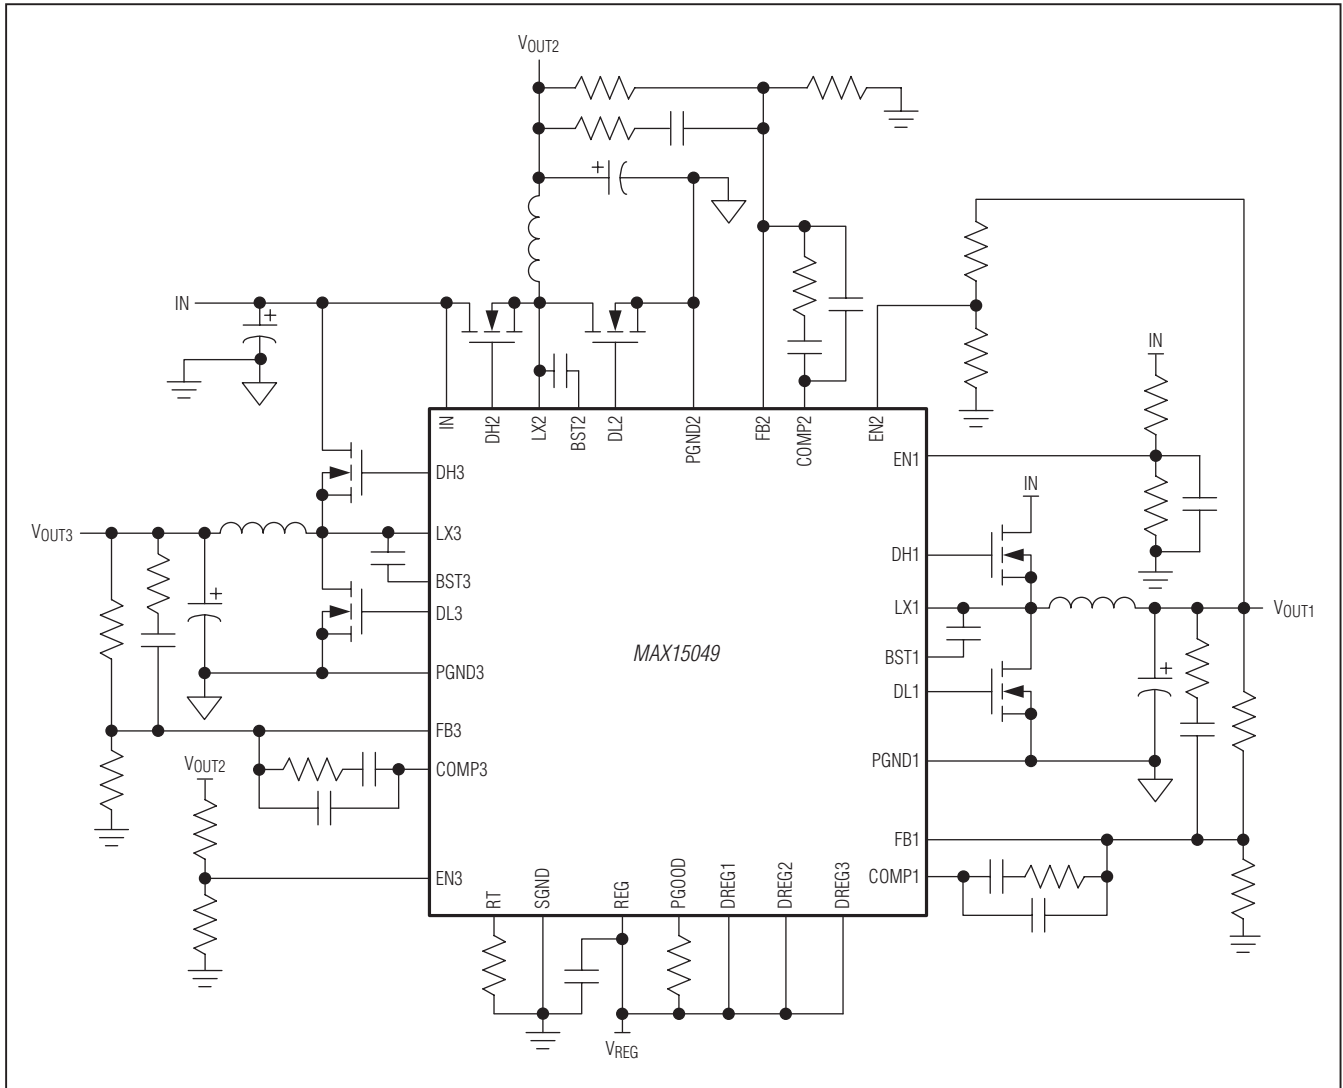 VOUT2
+
IN
+
IN
DH2
LX2
BST2
DL2
PGND2
FB2
COMP2
EN2
IN
EN1
DH3
IN
VOUT3
LX3
DH1
BST3
+
DL3
LX1
VOUT1
MAX15049
BST1
+
DL1
PGND3
FB3
VOUT2
COMP3
PGND1
FB1
EN3
COMP1
RT
SGND
REG
PGOOD
DREG1
DREG2
DREG3
VREG